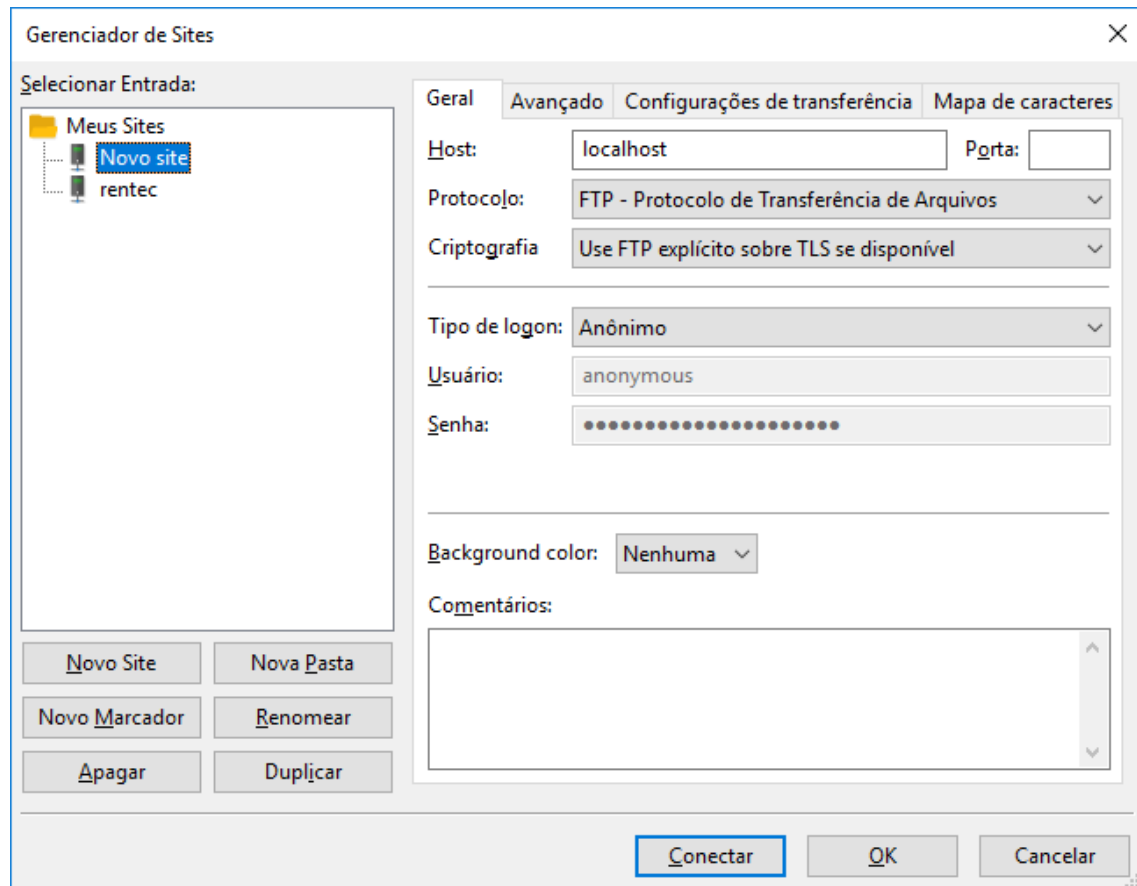 Gerenciador de Sites
Selecionar Entrada:
Meus Sites
Novo site
rentec
Novo Site Nova Pasta
Novo Marcador Renomear
Apagar Duplicar
Geral Avançado Configurações de transferência Mapa de caracteres
Host: localhost Porta:
Protocolo: FTP - Protocolo de Transferência de Arquivos
Criptografia Use FTP explícito sobre TLS se disponível
Tipo de logon: Anônimo
Usuário: anonymous
Senha: ●●●●●●●●●●●●●●●●●●●●●
Background color: Nenhuma
Comentários:
Conectar OK Cancelar